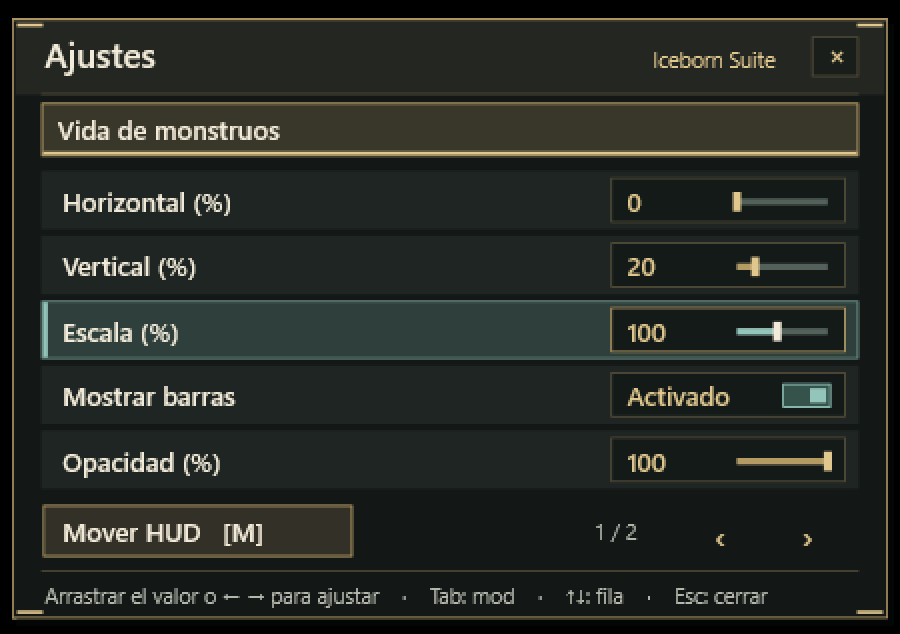 Ajustes
Iceborn Suite
×
Vida de monstruos
Horizontal (%) 0
Vertical (%) 20
Escala (%) 100
Mostrar barras Activado
Opacidad (%) 100
Mover HUD [M]
1 / 2 ‹ ›
Arrastrar el valor o ← → para ajustar · Tab: mod · ↑↓: fila · Esc: cerrar